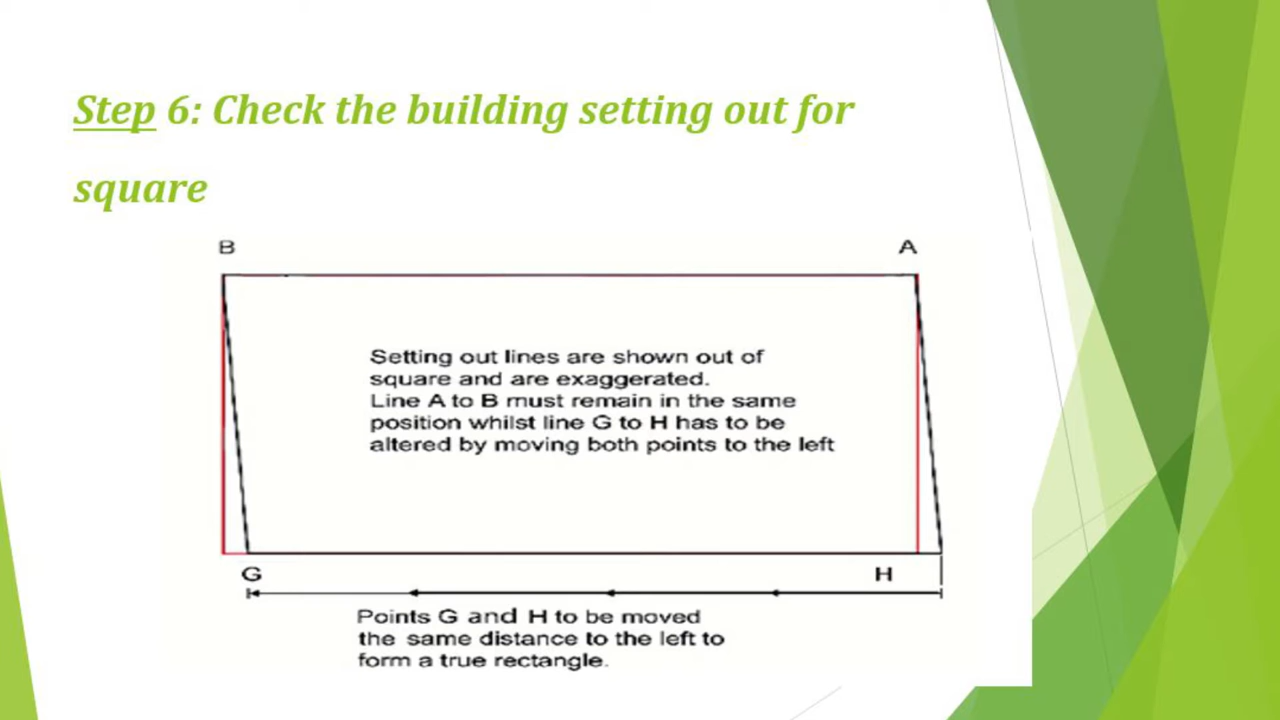 Step 6: Check the building setting out for
square
B
A
Setting out lines are shown out of
square and are exaggerated.
Line A to B must remain in the same
position whilst line G to H has to be
altered by moving both points to the left
G
H
Points G and H to be moved
the same distance to the left to
form a true rectangle.